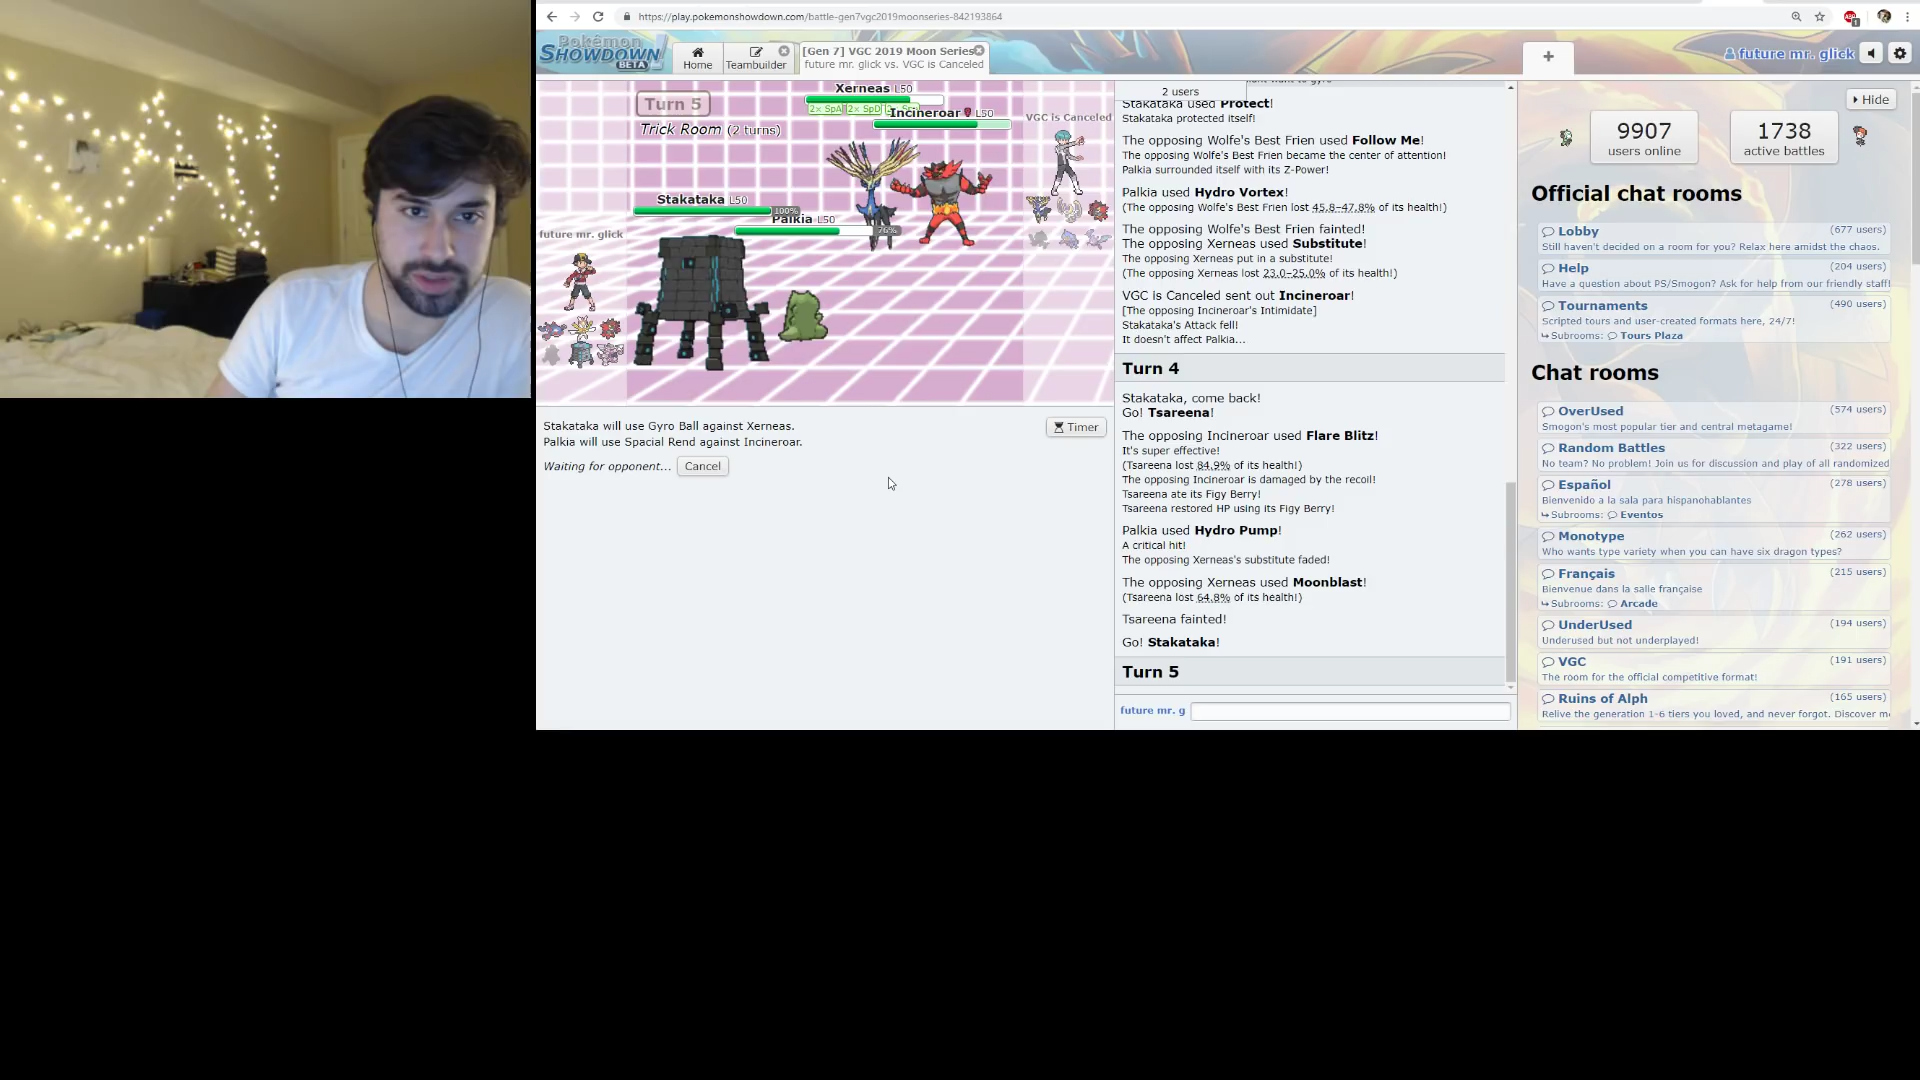 https://play.pokemonshowdown.com/battle-gen7vgc2019moonseries-842193864
Pokémon
SHOWDOWN
BETA
Home
Teambuilder
[Gen 7] VGC 2019 Moon Series
future mr. glick vs. VGC is Canceled
+
future mr. glick
Turn 5
Trick Room (2 turns)
Xerneas L50
2× SpA 2× SpD
Incineroar L50
VGC is Canceled
Stakataka L50
100%
Palkia L50
76%
future mr. glick
Stakataka will use Gyro Ball against Xerneas.
Palkia will use Spacial Rend against Incineroar.
Waiting for opponent...
Cancel
Timer
2 users
Stakataka used Protect!
Stakataka protected itself!
The opposing Wolfe's Best Frien used Follow Me!
The opposing Wolfe's Best Frien became the center of attention!
Palkia surrounded itself with its Z-Power!
Palkia used Hydro Vortex!
(The opposing Wolfe's Best Frien lost 45.8–47.8% of its health!)
The opposing Wolfe's Best Frien fainted!
The opposing Xerneas used Substitute!
The opposing Xerneas put in a substitute!
(The opposing Xerneas lost 23.0–25.0% of its health!)
VGC is Canceled sent out Incineroar!
[The opposing Incineroar's Intimidate]
Stakataka's Attack fell!
It doesn't affect Palkia...
Turn 4
Stakataka, come back!
Go! Tsareena!
The opposing Incineroar used Flare Blitz!
It's super effective!
(Tsareena lost 84.9% of its health!)
The opposing Incineroar is damaged by the recoil!
Tsareena ate its Figy Berry!
Tsareena restored HP using its Figy Berry!
Palkia used Hydro Pump!
A critical hit!
The opposing Xerneas's substitute faded!
The opposing Xerneas used Moonblast!
(Tsareena lost 64.8% of its health!)
Tsareena fainted!
Go! Stakataka!
Turn 5
future mr. g
Hide
9907
users online
1738
active battles
Official chat rooms
Lobby (677 users)
Still haven't decided on a room for you? Relax here amidst the chaos.
Help (204 users)
Have a question about PS/Smogon? Ask for help from our friendly staff!
Tournaments (490 users)
Scripted tours and user-created formats here, 24/7!
Subrooms: Tours Plaza
Chat rooms
OverUsed (574 users)
Smogon's most popular tier and central metagame!
Random Battles (322 users)
No team? No problem! Join us for discussion and play of all randomized
Español (278 users)
Bienvenido a la sala para hispanohablantes
Subrooms: Eventos
Monotype (262 users)
Who wants type variety when you can have six dragon types?
Français (215 users)
Bienvenue dans la salle française
Subrooms: Arcade
UnderUsed (194 users)
Underused but not underplayed!
VGC (191 users)
The room for the official competitive format!
Ruins of Alph (165 users)
Relive the generation 1-6 tiers you loved, and never forgot. Discover